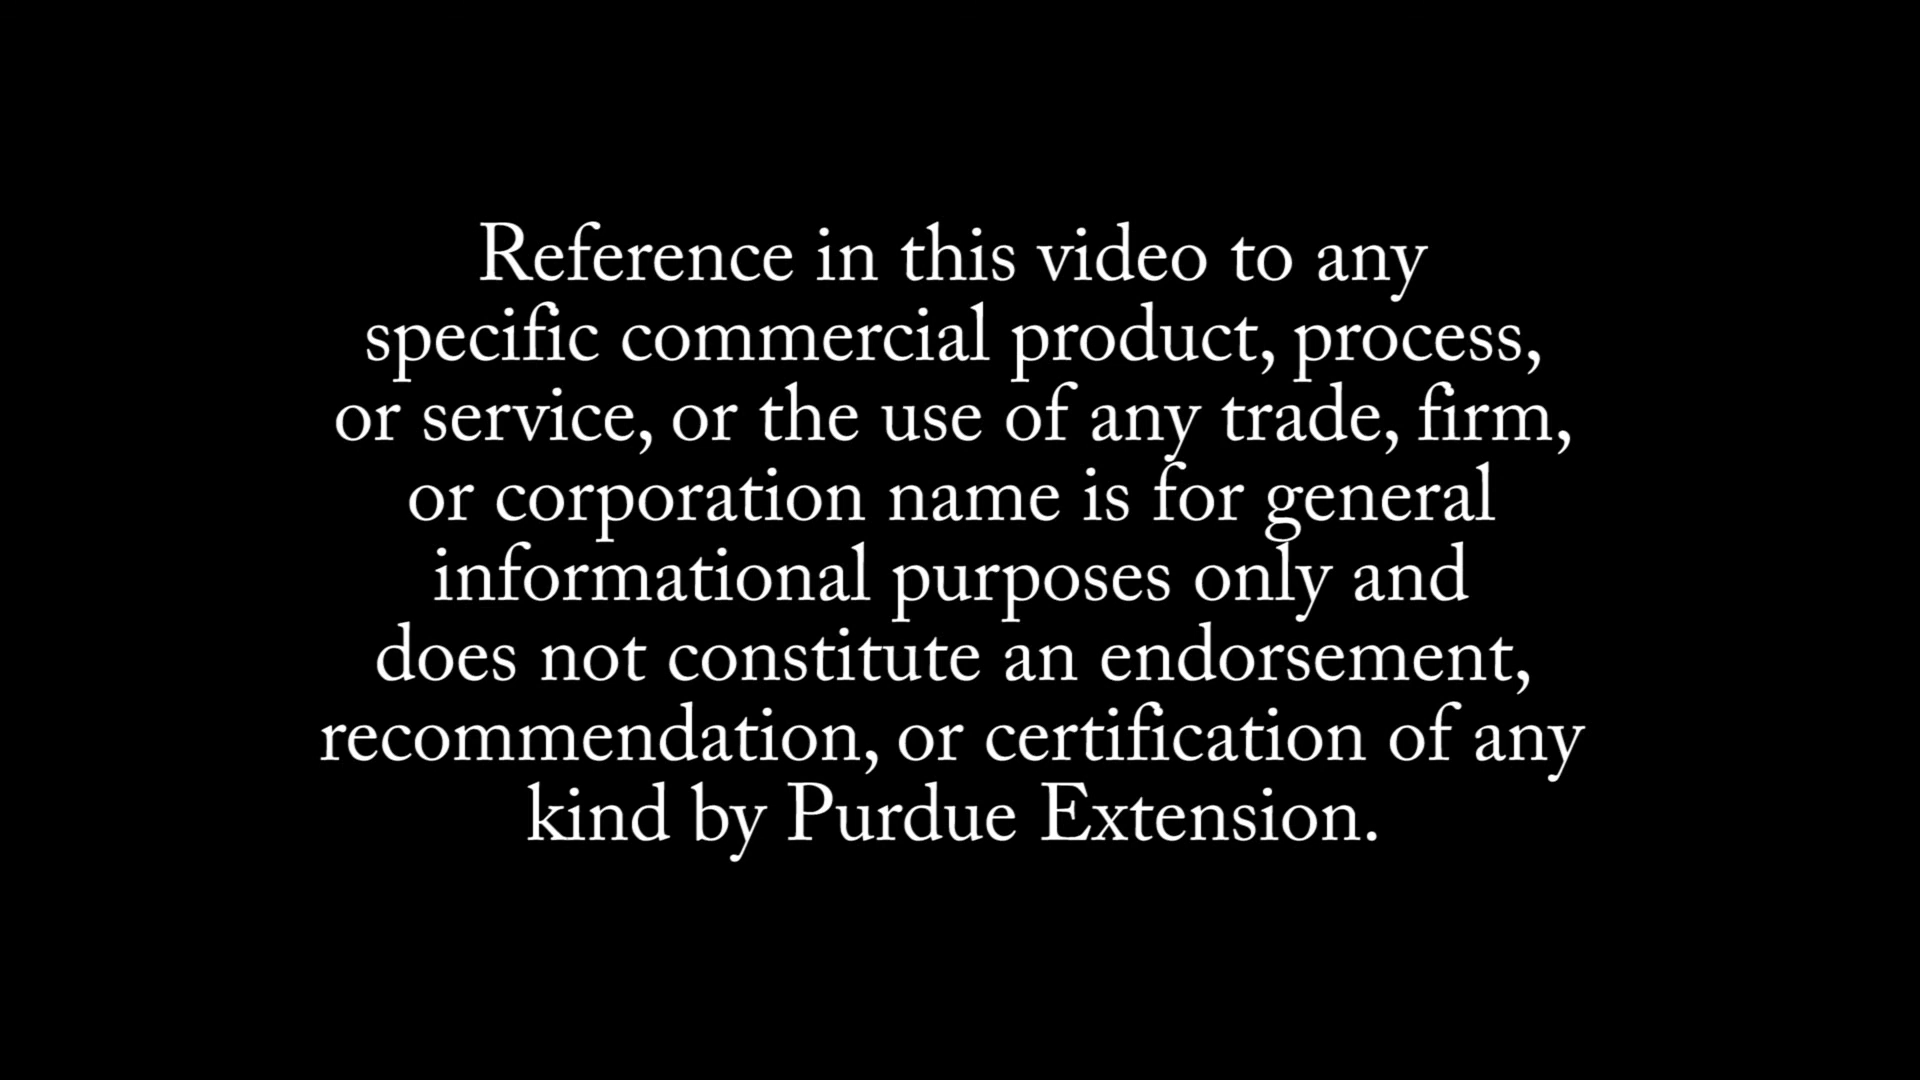 Reference in this video to any
specific commercial product, process,
or service, or the use of any trade, firm,
or corporation name is for general
informational purposes only and
does not constitute an endorsement,
recommendation, or certification of any
kind by Purdue Extension.